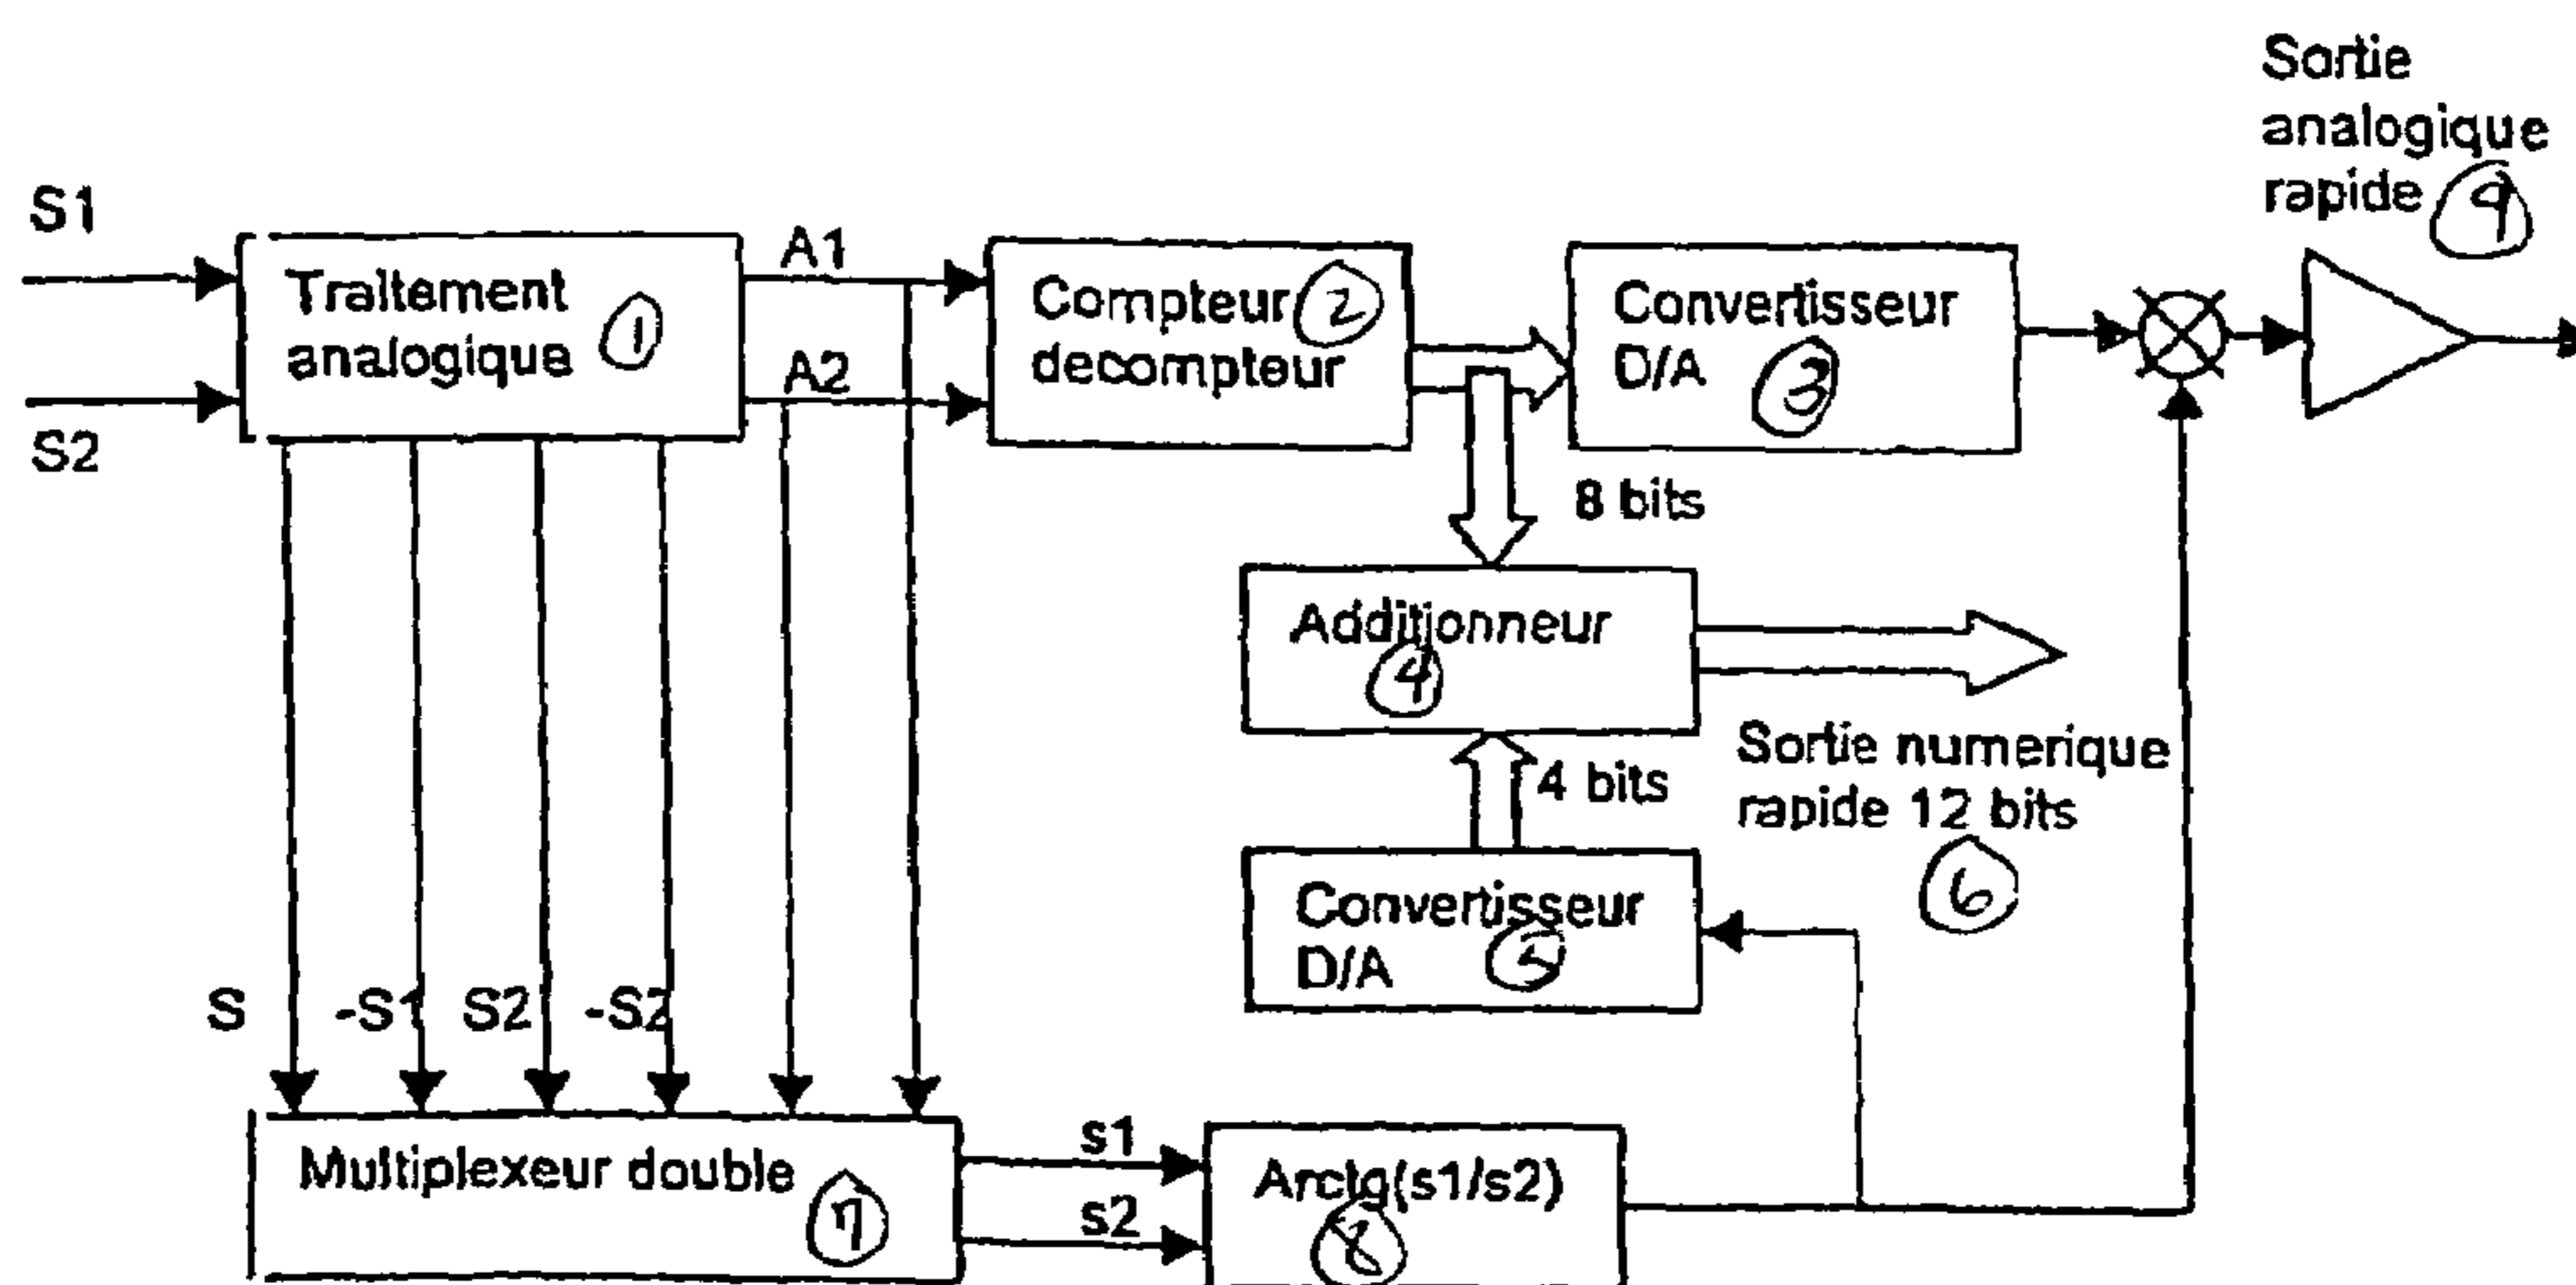 Sortie
analogique
rapide 9
S1
S2
Traitement
analogique 1
A1
A2
Compteur 2
decompteur
Convertisseur
D/A 3
8 bits
Additionneur
4
4 bits
Sortie numerique
rapide 12 bits
6
Convertisseur
D/A 5
S -S1 S2 -S2
Multiplexeur double
7
s1
s2
Arctg(s1/s2)
8